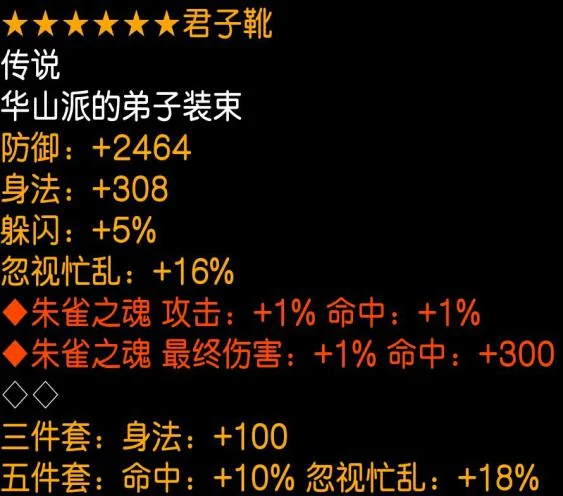 ★★★★★★君子靴
传说
华山派的弟子装束
防御：+2464
身法：+308
躲闪：+5%
忽视忙乱：+16%
◆朱雀之魂 攻击：+1% 命中：+1%
◆朱雀之魂 最终伤害：+1% 命中：+300
◇◇
三件套：身法：+100
五件套：命中：+10% 忽视忙乱：+18%